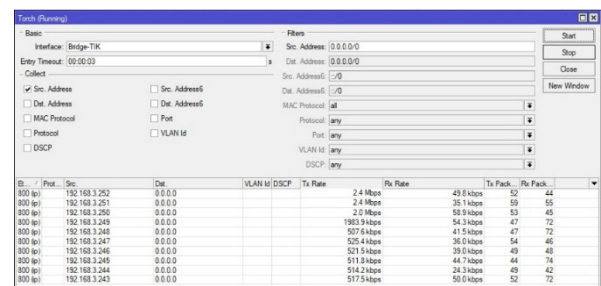 Torch (Running)
Basic
Interface: Bridge-TIK
Entry Timeout: 00:00:03 s
Collect
Src. Address
Src. Address6
Dst. Address
Dst. Address6
MAC Protocol
Port
Protocol
VLAN Id
DSCP
Filters
Src. Address: 0.0.0.0/0
Dst. Address: 0.0.0.0/0
Src. Address6: ::/0
Dst. Address6: ::/0
MAC Protocol: all
Protocol: any
Port: any
VLAN Id: any
DSCP: any
Start
Stop
Close
New Window
Et... Prot... Src. Dst. VLAN Id DSCP Tx Rate Rx Rate Tx Pack... Rx Pack...
800 (ip) 192.168.3.252 0.0.0.0 2.4 Mbps 49.8 kbps 52 44
800 (ip) 192.168.3.251 0.0.0.0 2.4 Mbps 35.1 kbps 59 55
800 (ip) 192.168.3.250 0.0.0.0 2.0 Mbps 58.9 kbps 53 45
800 (ip) 192.168.3.249 0.0.0.0 1983.9 kbps 54.3 kbps 47 72
800 (ip) 192.168.3.248 0.0.0.0 507.6 kbps 41.5 kbps 47 72
800 (ip) 192.168.3.247 0.0.0.0 525.4 kbps 36.0 kbps 54 46
800 (ip) 192.168.3.246 0.0.0.0 521.5 kbps 39.0 kbps 49 48
800 (ip) 192.168.3.245 0.0.0.0 511.8 kbps 44.7 kbps 44 74
800 (ip) 192.168.3.244 0.0.0.0 514.2 kbps 24.3 kbps 49 42
800 (ip) 192.168.3.243 0.0.0.0 517.5 kbps 50.0 kbps 52 72